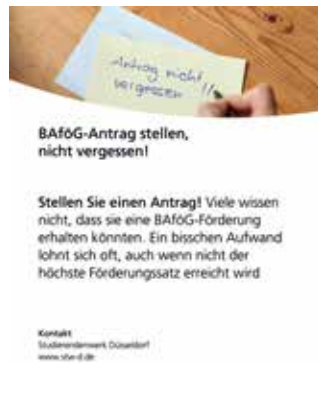 Antrag nicht
vergessen !!
BAföG-Antrag stellen,
nicht vergessen!
Stellen Sie einen Antrag! Viele wissen
nicht, dass sie eine BAföG-Förderung
erhalten könnten. Ein bisschen Aufwand
lohnt sich oft, auch wenn nicht der
höchste Förderungssatz erreicht wird
Kontakt
Studierendenwerk Düsseldorf
www.stw-d.de